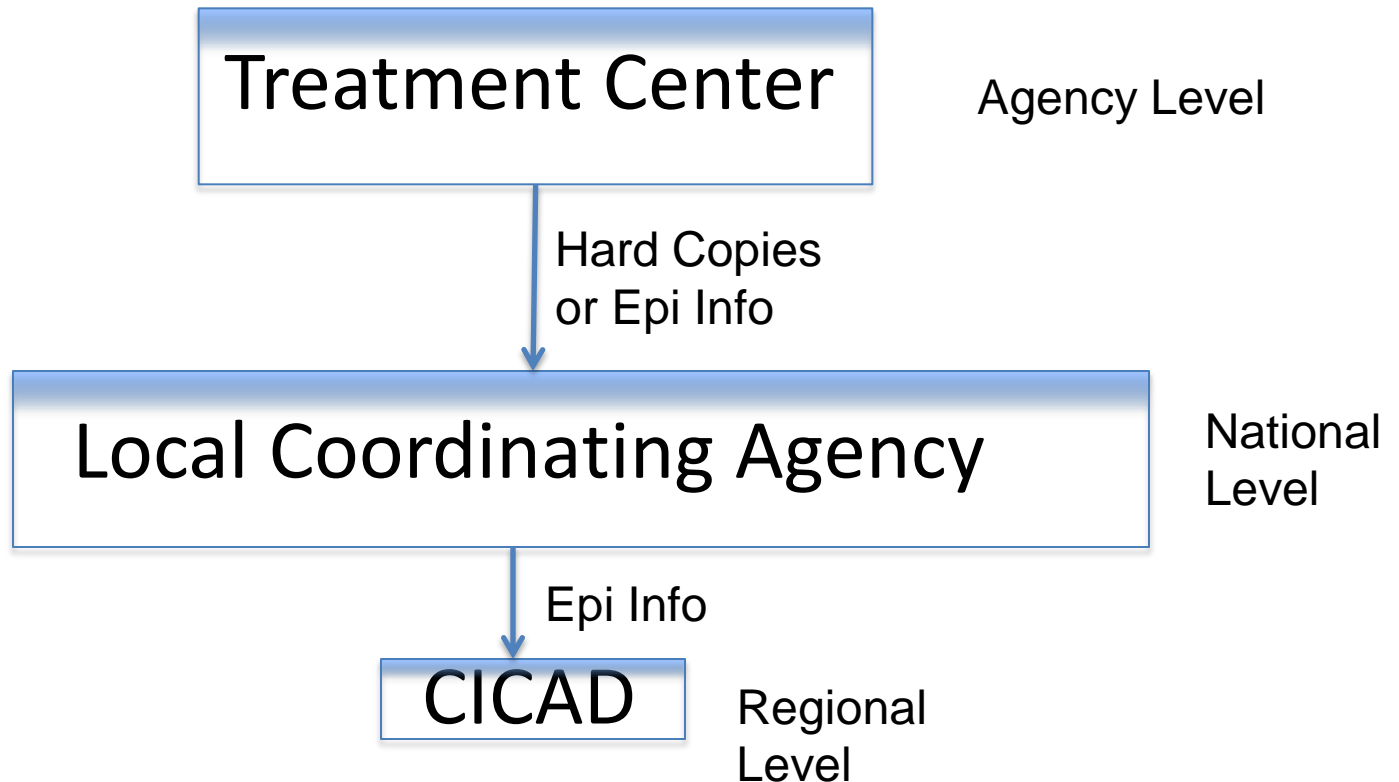 Treatment Center
Agency Level
Hard Copies
or Epi Info
Local Coordinating Agency
National
Level
Epi Info
CICAD
Regional
Level